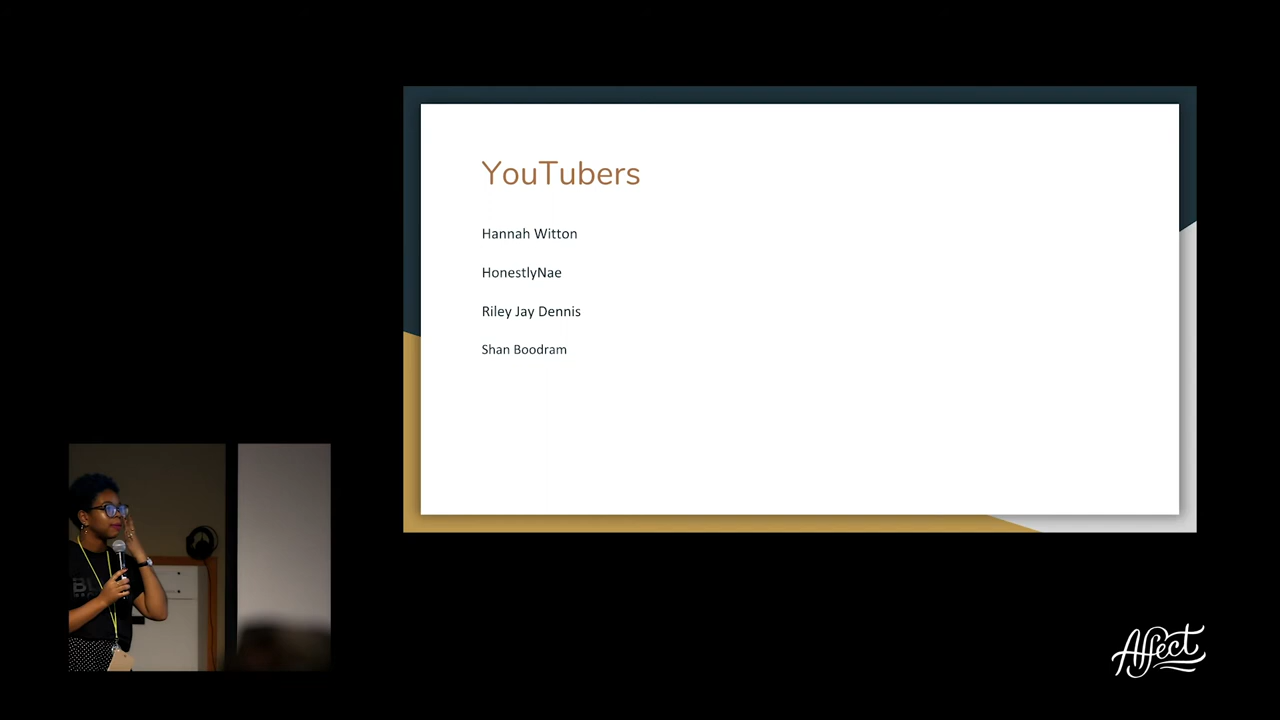 YouTubers
Hannah Witton
HonestlyNae
Riley Jay Dennis
Shan Boodram
Affect